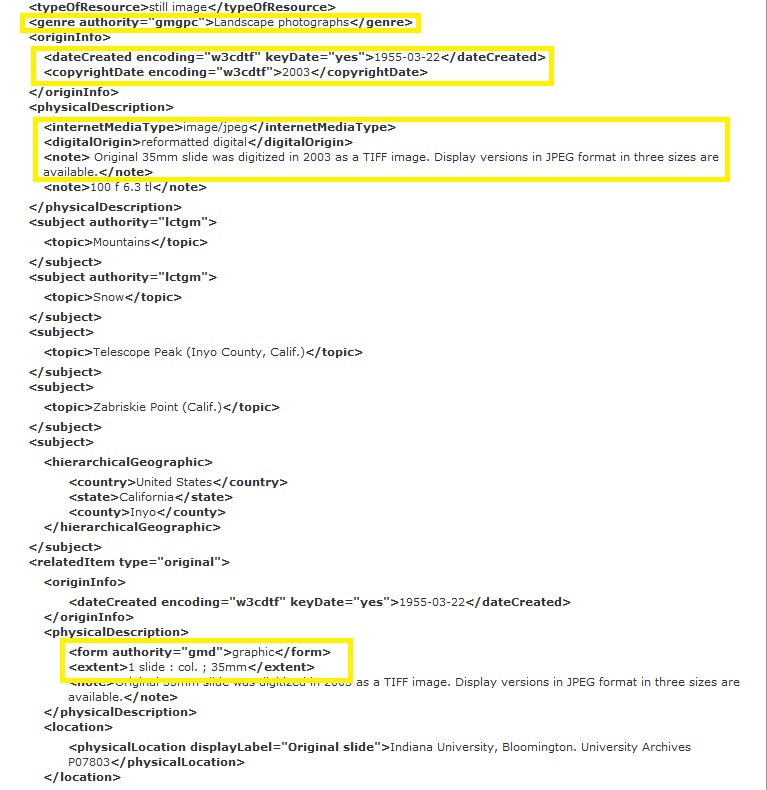 <typeOfResource>still image</typeOfResource>
<genre authority="gmgpc">Landscape photographs</genre>
<originInfo>
<dateCreated encoding="w3cdtf" keyDate="yes">1955-03-22</dateCreated>
<copyrightDate encoding="w3cdtf">2003</copyrightDate>
</originInfo>
<physicalDescription>
<internetMediaType>image/jpeg</internetMediaType>
<digitalOrigin>reformatted digital</digitalOrigin>
<note> Original 35mm slide was digitized in 2003 as a TIFF image. Display versions in JPEG format in three sizes are
available.</note>
<note>100 f 6.3 tl</note>
</physicalDescription>
<subject authority="lctgm">
<topic>Mountains</topic>
</subject>
<subject authority="lctgm">
<topic>Snow</topic>
</subject>
<subject>
<topic>Telescope Peak (Inyo County, Calif.)</topic>
</subject>
<subject>
<topic>Zabriskie Point (Calif.)</topic>
</subject>
<subject>
<hierarchicalGeographic>
<country>United States</country>
<state>California</state>
<county>Inyo</county>
</hierarchicalGeographic>
</subject>
<relatedItem type="original">
<originInfo>
<dateCreated encoding="w3cdtf" keyDate="yes">1955-03-22</dateCreated>
</originInfo>
<physicalDescription>
<form authority="gmd">graphic</form>
<extent>1 slide : col. ; 35mm</extent>
<note>Original 35mm slide was digitized in 2003 as a TIFF image. Display versions in JPEG format in three sizes are
available.</note>
</physicalDescription>
<location>
<physicalLocation displayLabel="Original slide">Indiana University, Bloomington. University Archives
P07803</physicalLocation>
</location>